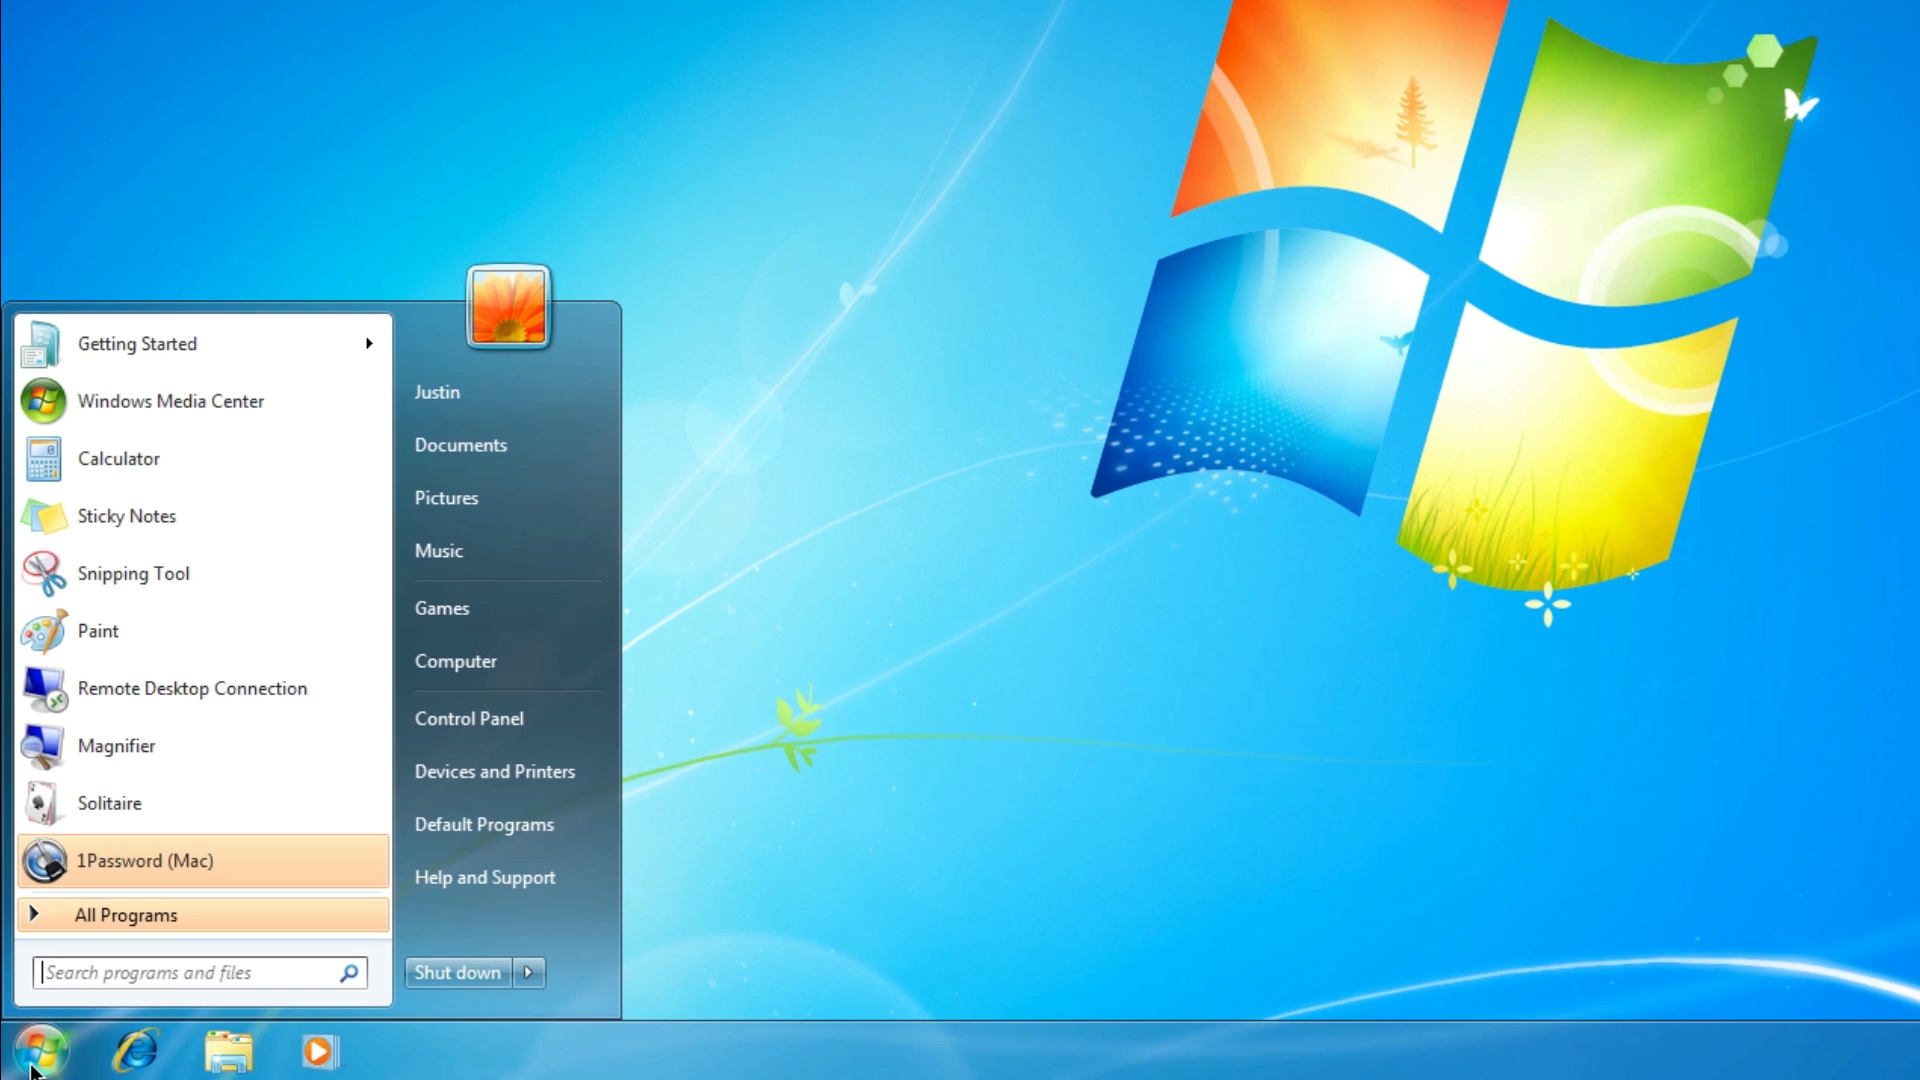 Getting Started
Windows Media Center
Calculator
Sticky Notes
Snipping Tool
Paint
Remote Desktop Connection
Magnifier
Solitaire
1Password (Mac)
All Programs
Search programs and files
Justin
Documents
Pictures
Music
Games
Computer
Control Panel
Devices and Printers
Default Programs
Help and Support
Shut down